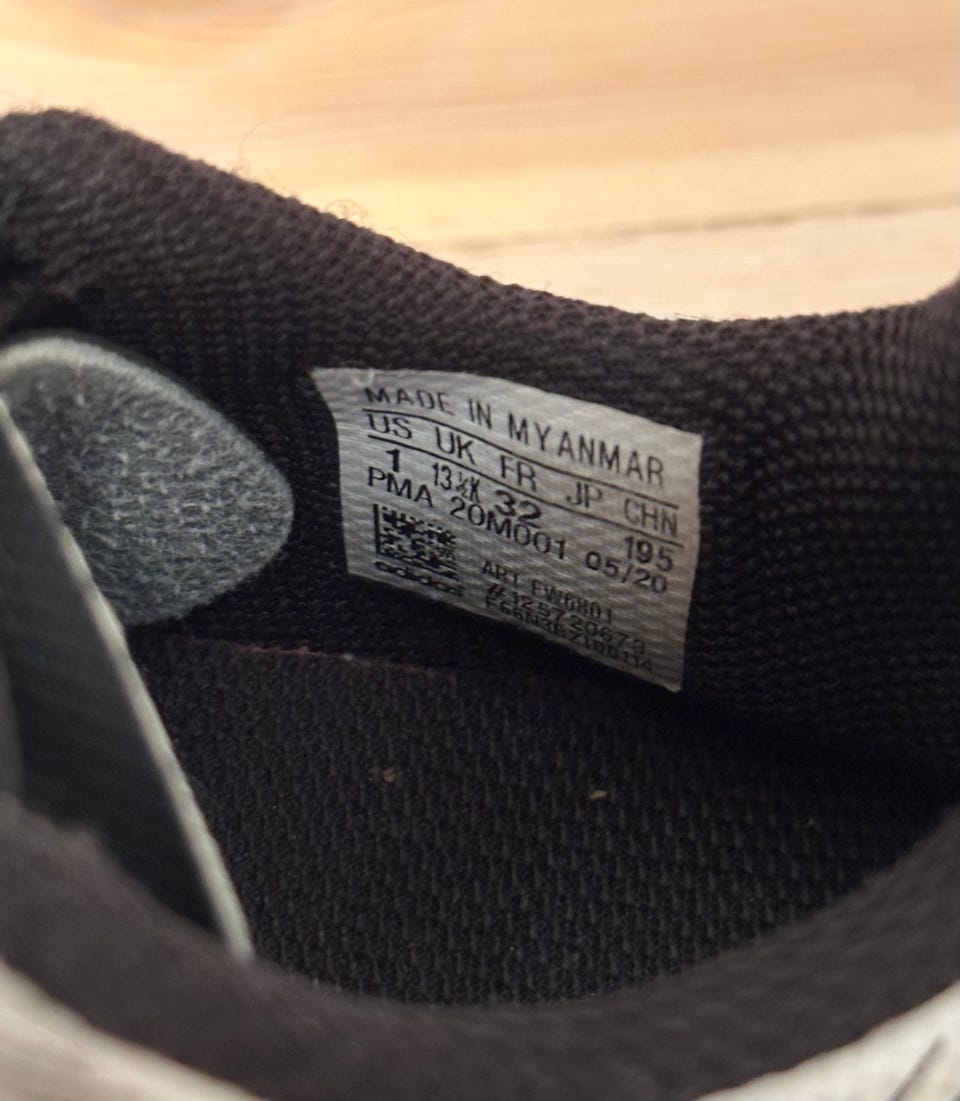 MADE IN MYANMAR
US UK FR JP CHN
1 13½K 32 195
PMA 20M001 05/20
ART EW6801
#125720673
adidas